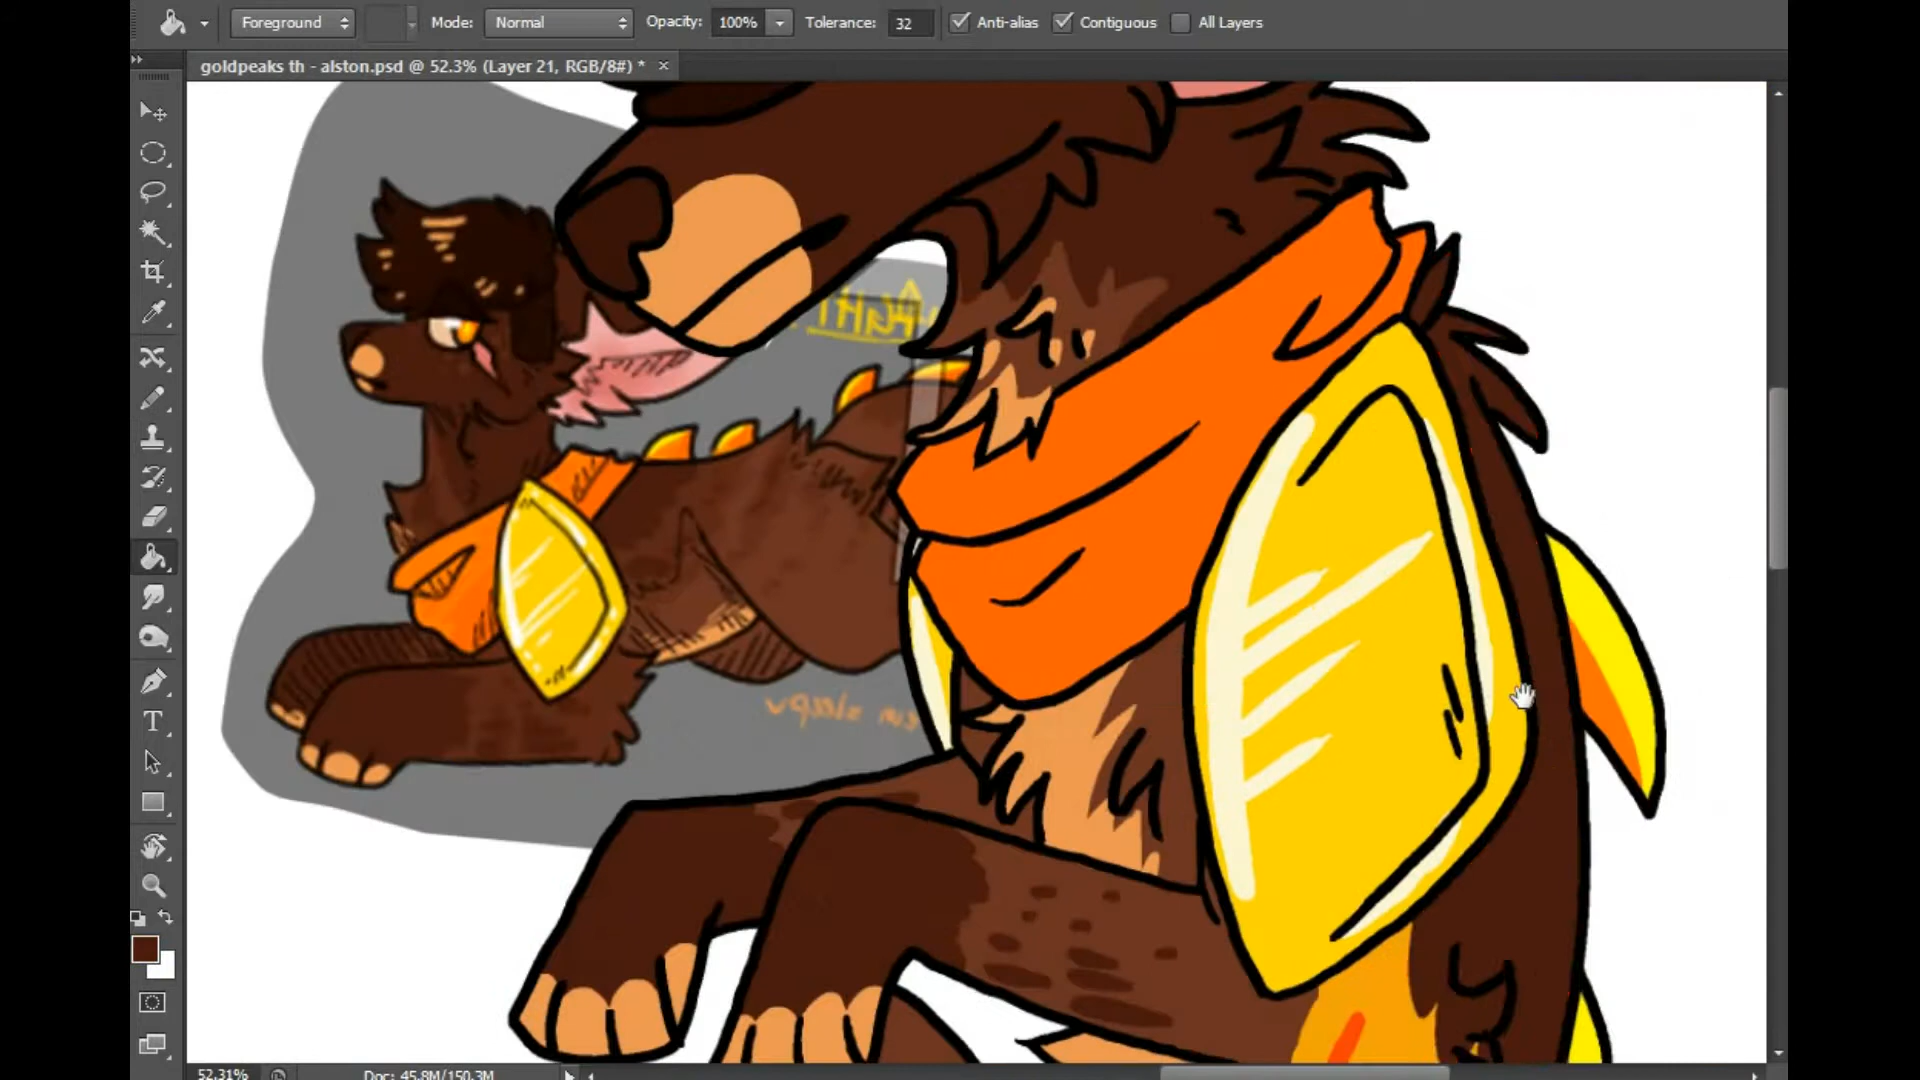 Foreground Mode: Normal Opacity: 100% Tolerance: 32 Anti-alias Contiguous All Layers
goldpeaks th - alston.psd @ 52.3% (Layer 21, RGB/8#) * ×
T
52.31% Doc: 45.8M/150.3M